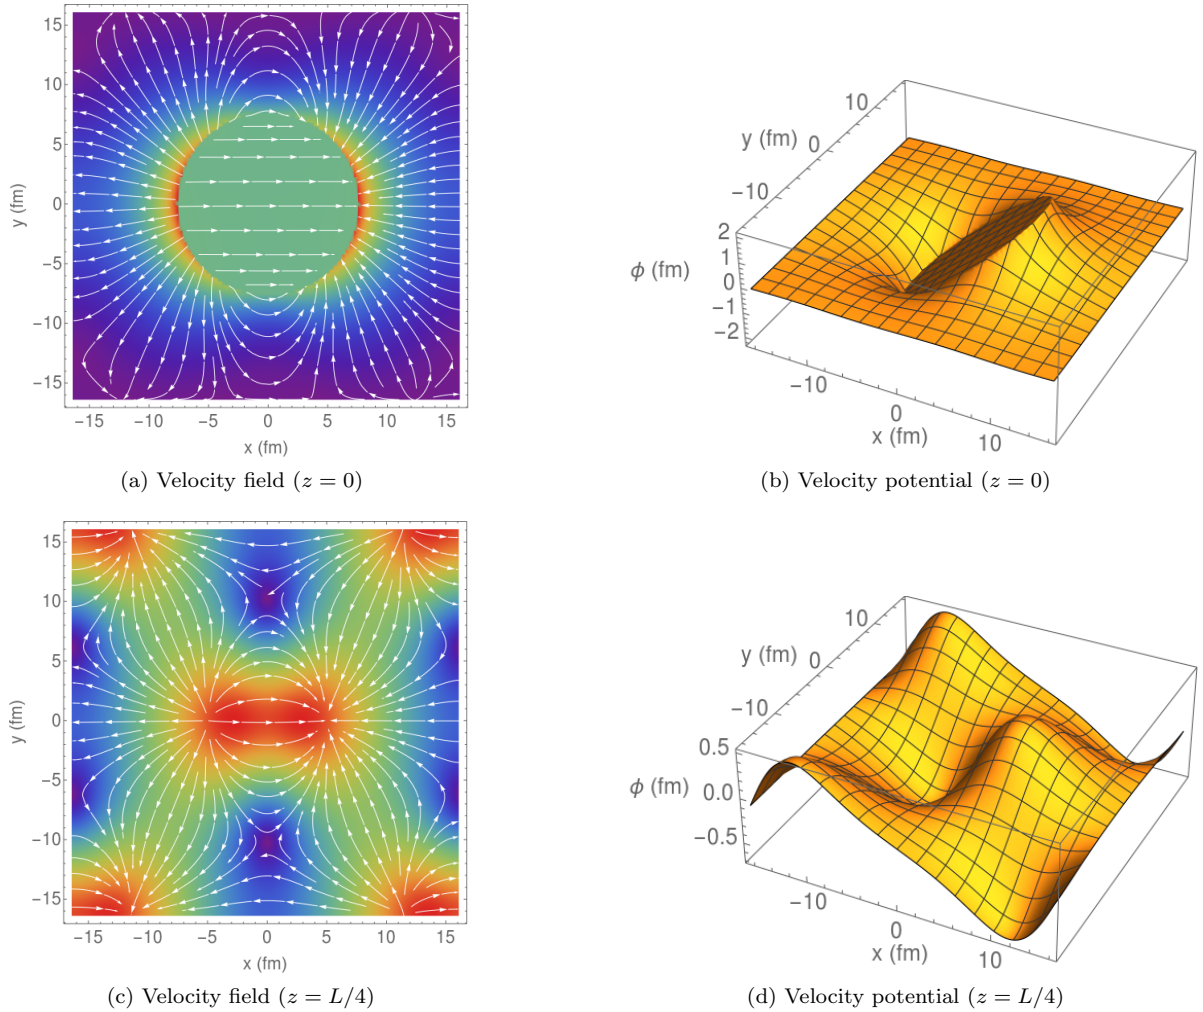 15
10
5
0
−5
−10
−15
y (fm)
−15 −10 −5 0 5 10 15
x (fm)
(a) Velocity field (z = 0)
10
y (fm)
0
−10
2
1
ϕ (fm)
0
−1
−2
−10
0
x (fm)
10
(b) Velocity potential (z = 0)
15
10
5
0
−5
−10
−15
y (fm)
−15 −10 −5 0 5 10 15
x (fm)
(c) Velocity field (z = L/4)
10
y (fm)
0
−10
0.5
ϕ (fm)
0.0
−0.5
−10
0
x (fm)
10
(d) Velocity potential (z = L/4)